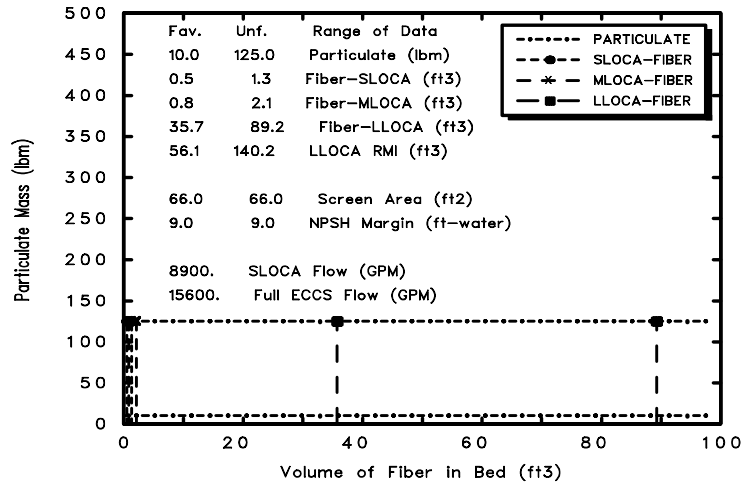 Fav. Unf. Range of Data
10.0 125.0 Particulate (lbm)
0.5 1.3 Fiber-SLOCA (ft3)
0.8 2.1 Fiber-MLOCA (ft3)
35.7 89.2 Fiber-LLOCA (ft3)
56.1 140.2 LLOCA RMI (ft3)
66.0 66.0 Screen Area (ft2)
9.0 9.0 NPSH Margin (ft-water)
8900. SLOCA Flow (GPM)
15600. Full ECCS Flow (GPM)
PARTICULATE
SLOCA-FIBER
MLOCA-FIBER
LLOCA-FIBER
Particulate Mass (lbm)
500
450
400
350
300
250
200
150
100
50
0
0 20 40 60 80 100
Volume of Fiber in Bed (ft3)